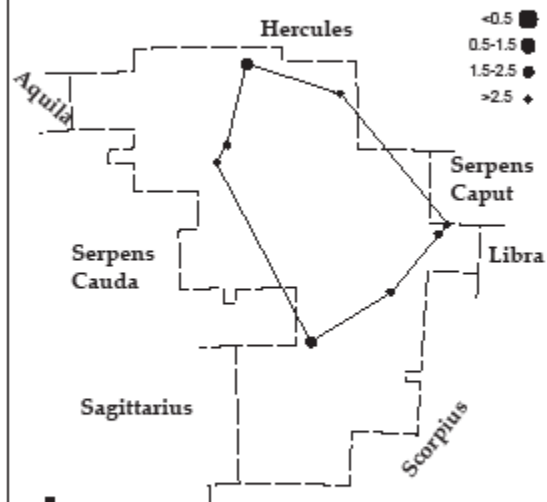 Hercules
<0.5
0.5-1.5
1.5-2.5
>2.5
Aquila
Serpens
Caput
Libra
Serpens
Cauda
Sagittarius
Scorpius